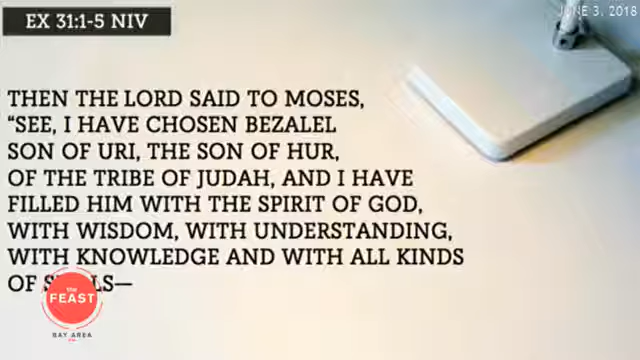 EX 31:1-5 NIV
JUNE 3, 2018
THEN THE LORD SAID TO MOSES,
“SEE, I HAVE CHOSEN BEZALEL
SON OF URI, THE SON OF HUR,
OF THE TRIBE OF JUDAH, AND I HAVE
FILLED HIM WITH THE SPIRIT OF GOD,
WITH WISDOM, WITH UNDERSTANDING,
WITH KNOWLEDGE AND WITH ALL KINDS
OF
the
FEAST
BAY AREA